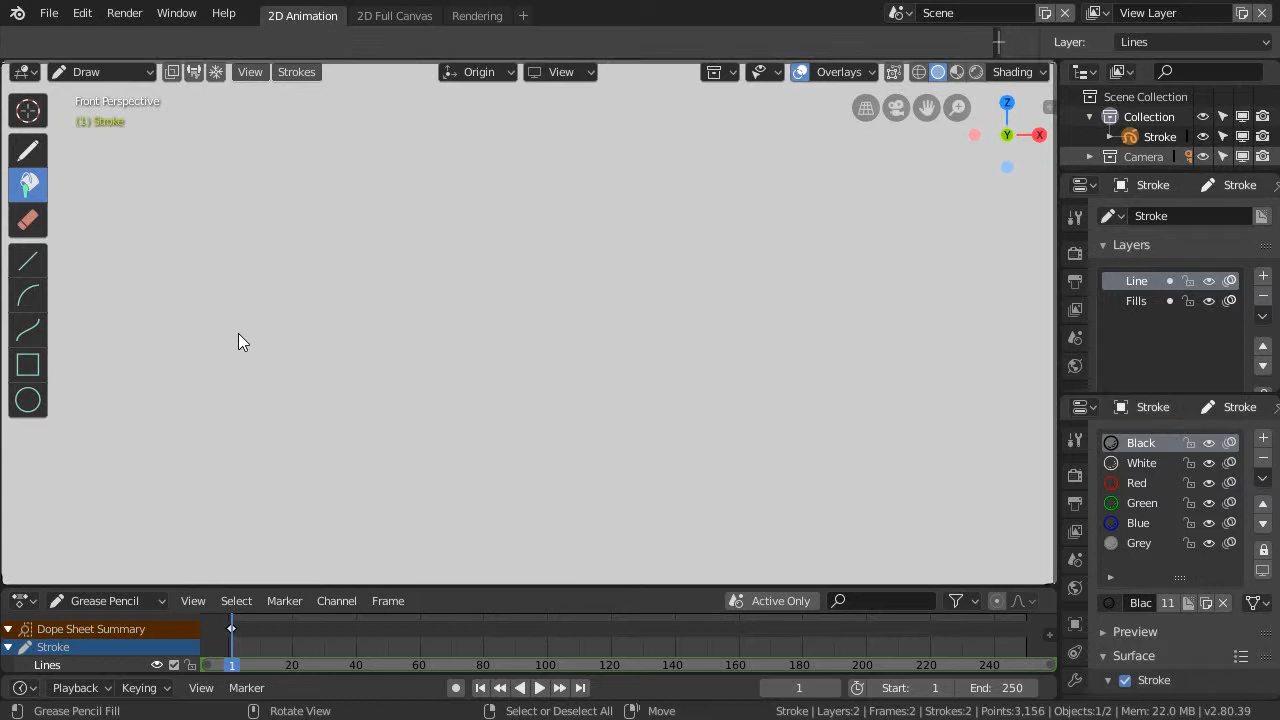 File Edit Render Window Help 2D Animation 2D Full Canvas Rendering Scene View Layer
Layer: Lines
Draw View Strokes Origin View Overlays Shading
Front Perspective
(1) Stroke
Z
Y
X
Scene Collection
Collection
Stroke
Camera
Stroke Stroke
Stroke
Layers
Line
Fills
Stroke Stroke
Black
White
Red
Green
Blue
Grey
Blac 11
Preview
Surface
Stroke
Grease Pencil View Select Marker Channel Frame Active Only
Dope Sheet Summary
Stroke
Lines
1 20 40 60 80 100 120 140 160 180 200 220 240
Playback Keying View Marker 1 Start: 1 End: 250
Grease Pencil Fill Rotate View Select or Deselect All Move Stroke | Layers:2 | Frames:2 | Strokes:2 | Points:3,156 | Objects:1/2 | Mem: 22.0 MB | v2.80.39